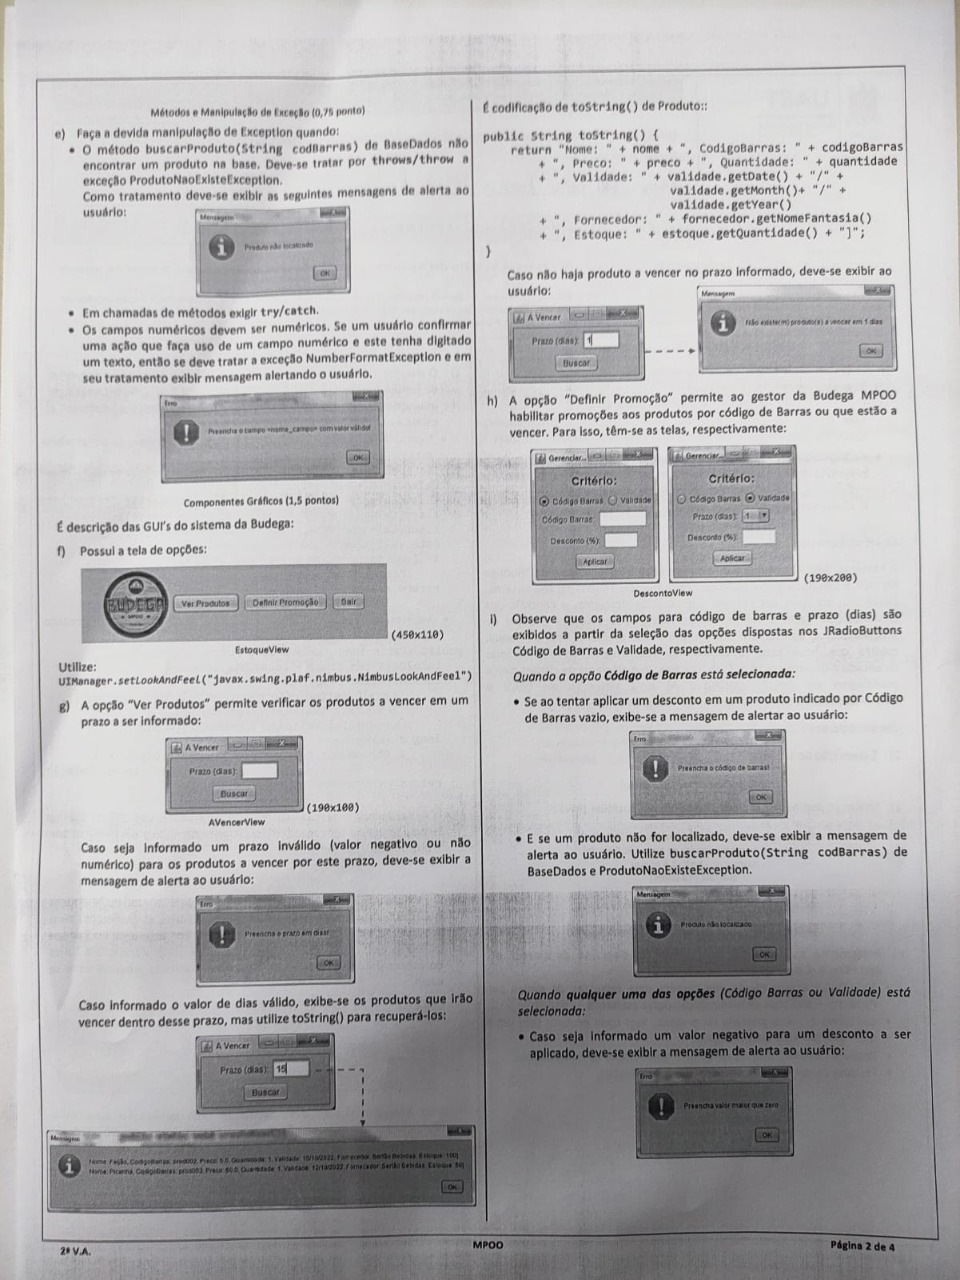 Métodos e Manipulação de Exceção (0,75 ponto)
e) Faça a devida manipulação de Exception quando:
• O método buscarProduto(String codBarras) de BaseDados não
encontrar um produto na base. Deve-se tratar por throws/throw a
exceção ProdutoNaoExisteException.
Como tratamento deve-se exibir as seguintes mensagens de alerta ao
usuário:
Mensagem
Produto não localizado
OK
• Em chamadas de métodos exigir try/catch.
• Os campos numéricos devem ser numéricos. Se um usuário confirmar
uma ação que faça uso de um campo numérico e este tenha digitado
um texto, então se deve tratar a exceção NumberFormatException e em
seu tratamento exibir mensagem alertando o usuário.
Erro
Preencha o campo <nome_campo> com valor válido!
OK
Componentes Gráficos (1,5 pontos)
É descrição das GUI's do sistema da Budega:
f) Possui a tela de opções:
BUDEGA
MPOO
Ver Produtos
Definir Promoção
Sair
(450x110)
EstoqueView
Utilize:
UIManager.setLookAndFeel("javax.swing.plaf.nimbus.NimbusLookAndFeel")
g) A opção "Ver Produtos" permite verificar os produtos a vencer em um
prazo a ser informado:
A Vencer
Prazo (dias):
Buscar
(190x100)
AVencerView
Caso seja informado um prazo inválido (valor negativo ou não
numérico) para os produtos a vencer por este prazo, deve-se exibir a
mensagem de alerta ao usuário:
Erro
Preencha o prazo em dias!
OK
Caso informado o valor de dias válido, exibe-se os produtos que irão
vencer dentro desse prazo, mas utilize toString() para recuperá-los:
A Vencer
Prazo (dias): 15
Buscar
Mensagem
Nome: Feijão, CodigoBarras: prod002, Preco: 6.0, Quantidade: 1, Validade: 10/10/2022, Fornecedor: Sertão Bebidas, Estoque: 100]
Nome: Picanha, CodigoBarras: prod003, Preco: 60.0, Quantidade: 1, Validade: 12/10/2022, Fornecedor: Sertão Bebidas, Estoque: 50]
OK
É codificação de toString() de Produto::
public String toString() {
return "Nome: " + nome + ", CodigoBarras: " + codigoBarras
+ ", Preco: " + preco + ", Quantidade: " + quantidade
+ ", Validade: " + validade.getDate() + "/" +
validade.getMonth()+ "/" +
validade.getYear()
+ ", Fornecedor: " + fornecedor.getNomeFantasia()
+ ", Estoque: " + estoque.getQuantidade() + "]";
}
Caso não haja produto a vencer no prazo informado, deve-se exibir ao
usuário:
A Vencer
Prazo (dias): 1
Buscar
Mensagem
Não existe(m) produto(s) a vencer em 1 dias
OK
h) A opção "Definir Promoção" permite ao gestor da Budega MPOO
habilitar promoções aos produtos por código de Barras ou que estão a
vencer. Para isso, têm-se as telas, respectivamente:
Gerenciar...
Critério:
Código Barras Validade
Código Barras:
Desconto (%):
Aplicar
Gerenciar...
Critério:
Código Barras Validade
Prazo (dias): 1
Desconto (%):
Aplicar
(190x200)
DescontoView
i) Observe que os campos para código de barras e prazo (dias) são
exibidos a partir da seleção das opções dispostas nos JRadioButtons
Código de Barras e Validade, respectivamente.
Quando a opção Código de Barras está selecionada:
• Se ao tentar aplicar um desconto em um produto indicado por Código
de Barras vazio, exibe-se a mensagem de alertar ao usuário:
Erro
Preencha o código de barras!
OK
• E se um produto não for localizado, deve-se exibir a mensagem de
alerta ao usuário. Utilize buscarProduto(String codBarras) de
BaseDados e ProdutoNaoExisteException.
Mensagem
Produto não localizado
OK
Quando qualquer uma das opções (Código Barras ou Validade) está
selecionada:
• Caso seja informado um valor negativo para um desconto a ser
aplicado, deve-se exibir a mensagem de alerta ao usuário:
Erro
Preencha valor maior que zero
OK
2ª V.A.
MPOO
Página 2 de 4